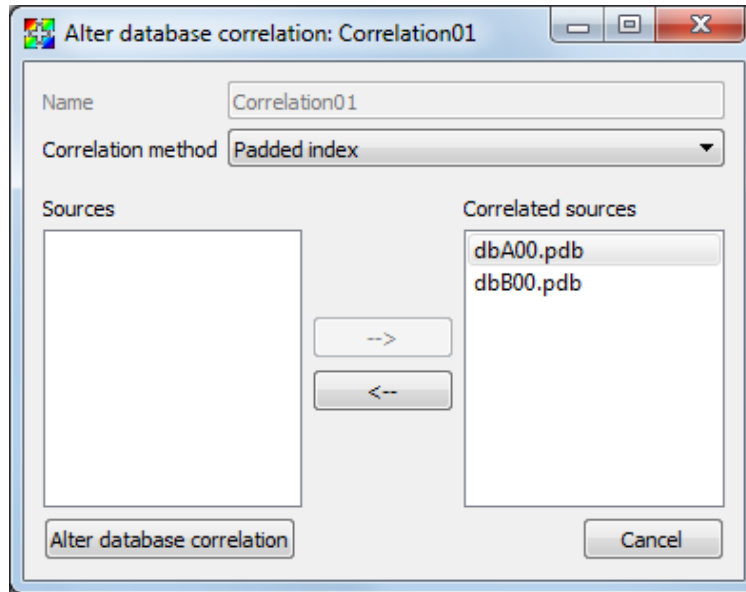 Alter database correlation: Correlation01
Name Correlation01
Correlation method Padded index
Sources Correlated sources
dbA00.pdb
dbB00.pdb
-->
<--
Alter database correlation Cancel